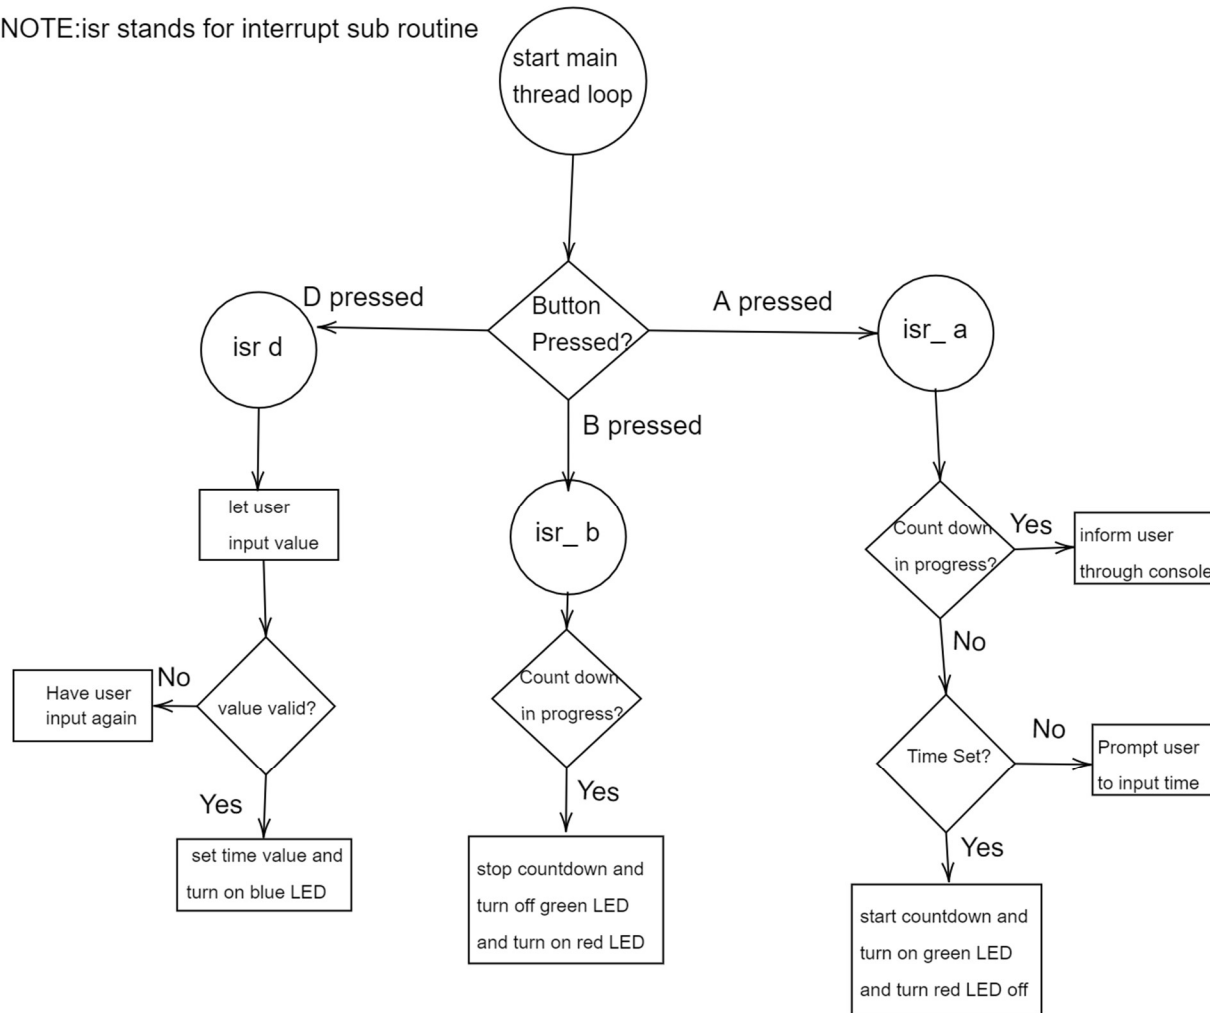 NOTE:isr stands for interrupt sub routine
start main
thread loop
D pressed
Button
Pressed?
A pressed
isr d
isr_ a
B pressed
let user
input value
isr_ b
Count down
in progress?
Yes
inform user
through console
No
Have user
input again
No
value valid?
Count down
in progress?
Time Set?
No
Prompt user
to input time
Yes
set time value and
turn on blue LED
Yes
stop countdown and
turn off green LED
and turn on red LED
Yes
start countdown and
turn on green LED
and turn red LED off